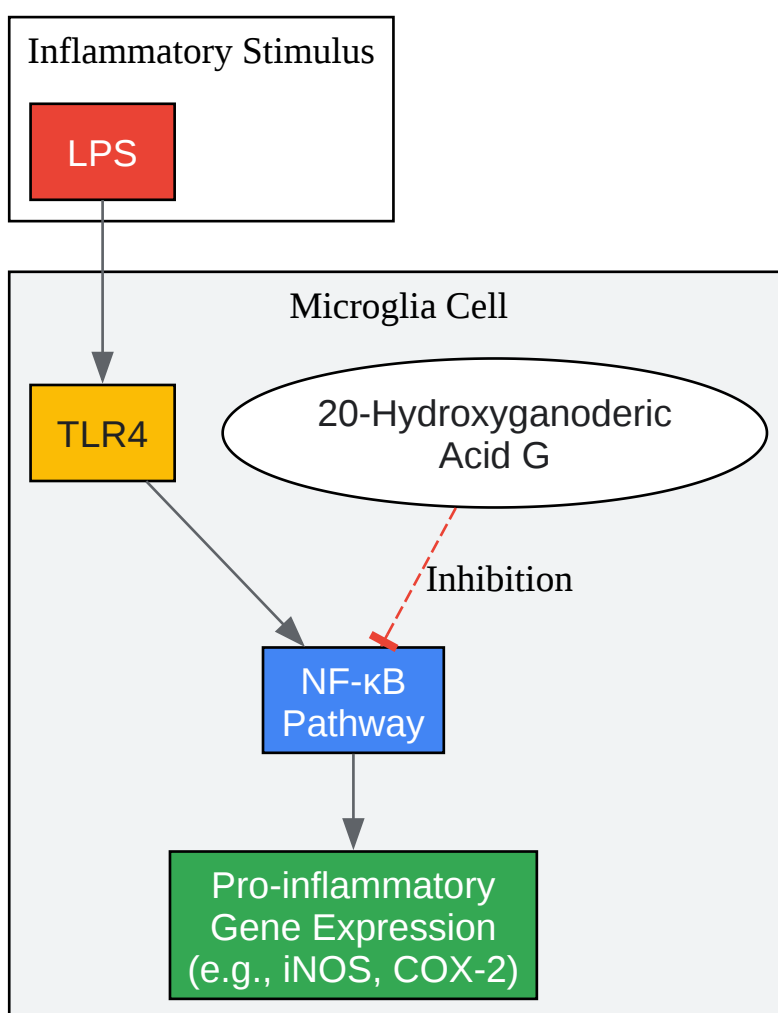 Inflammatory Stimulus
LPS
Microglia Cell
TLR4
20-Hydroxyganoderic
Acid G
Inhibition
NF-κB
Pathway
Pro-inflammatory
Gene Expression
(e.g., iNOS, COX-2)